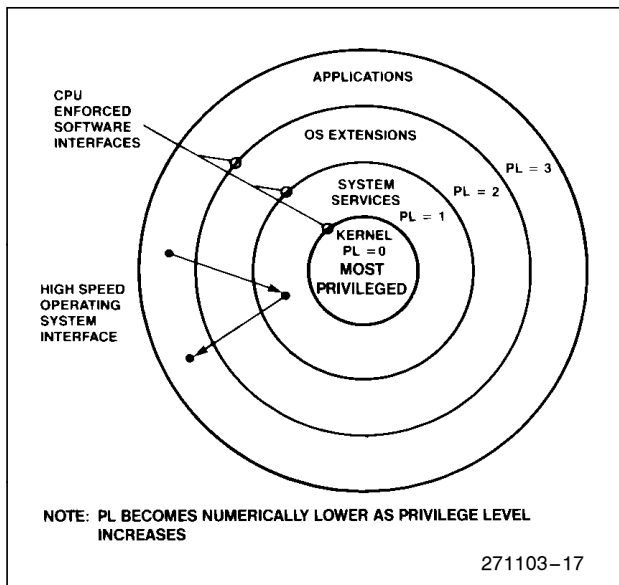 APPLICATIONS
CPU
ENFORCED
SOFTWARE
INTERFACES
OS EXTENSIONS
PL = 3
SYSTEM
SERVICES
PL = 2
PL = 1
KERNEL
PL = 0
MOST
PRIVILEGED
HIGH SPEED
OPERATING
SYSTEM
INTERFACE
NOTE: PL BECOMES NUMERICALLY LOWER AS PRIVILEGE LEVEL
INCREASES
271103–17